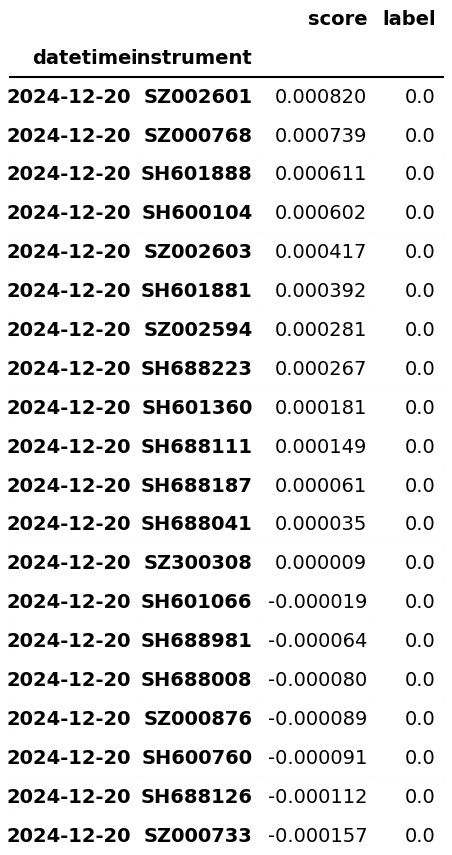 score label
datetime instrument
2024-12-20 SZ002601 0.000820 0.0
2024-12-20 SZ000768 0.000739 0.0
2024-12-20 SH601888 0.000611 0.0
2024-12-20 SH600104 0.000602 0.0
2024-12-20 SZ002603 0.000417 0.0
2024-12-20 SH601881 0.000392 0.0
2024-12-20 SZ002594 0.000281 0.0
2024-12-20 SH688223 0.000267 0.0
2024-12-20 SH601360 0.000181 0.0
2024-12-20 SH688111 0.000149 0.0
2024-12-20 SH688187 0.000061 0.0
2024-12-20 SH688041 0.000035 0.0
2024-12-20 SZ300308 0.000009 0.0
2024-12-20 SH601066 -0.000019 0.0
2024-12-20 SH688981 -0.000064 0.0
2024-12-20 SH688008 -0.000080 0.0
2024-12-20 SZ000876 -0.000089 0.0
2024-12-20 SH600760 -0.000091 0.0
2024-12-20 SH688126 -0.000112 0.0
2024-12-20 SZ000733 -0.000157 0.0